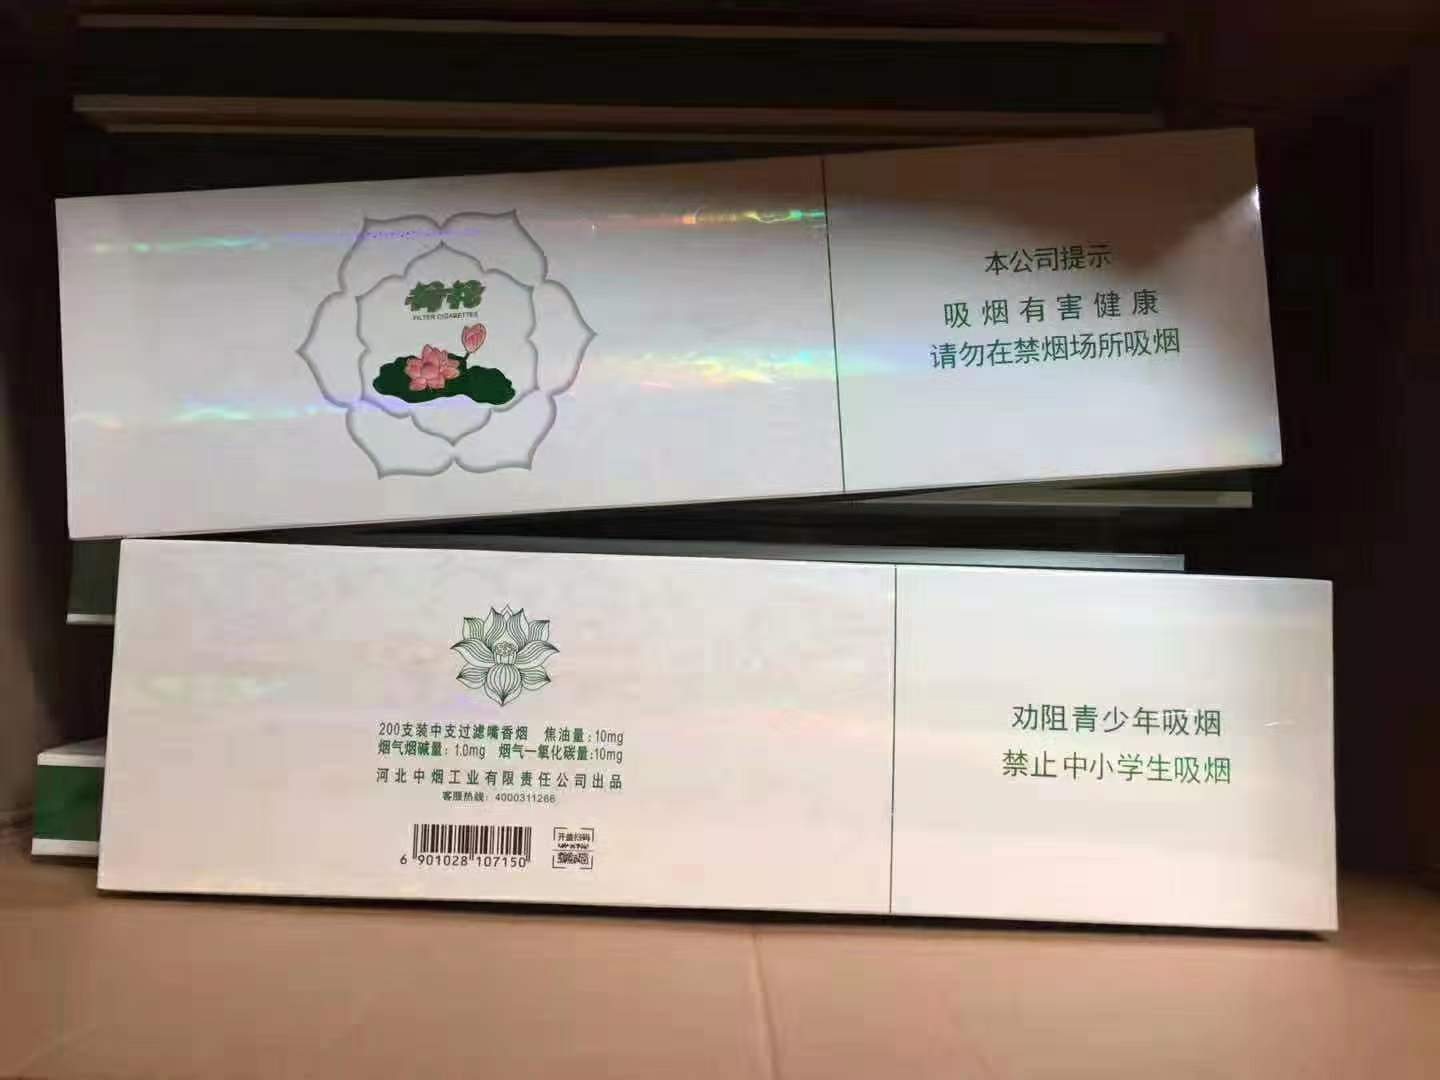 荷花
FILTER CIGARETTES
本公司提示
吸烟有害健康
请勿在禁烟场所吸烟
200支装中支过滤嘴香烟 焦油量:10mg
烟气烟碱量:1.0mg 烟气一氧化碳量:10mg
河北中烟工业有限责任公司出品
客服热线:4000311266
6 901028 107150
开盒扫码
劝阻青少年吸烟
禁止中小学生吸烟